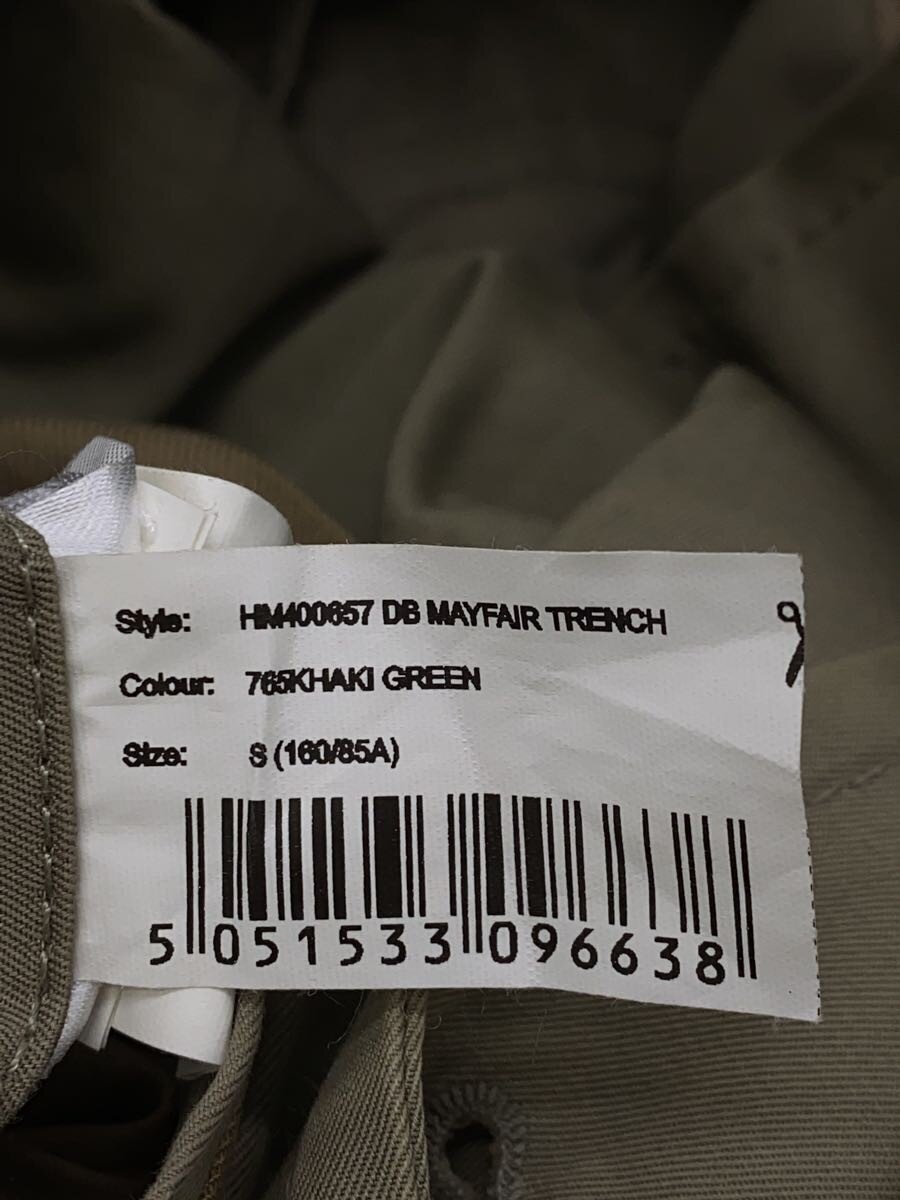 Style: HM400657 DB MAYFAIR TRENCH
Colour: 765KHAKI GREEN
Size: S (160/85A)
5 051533 096638